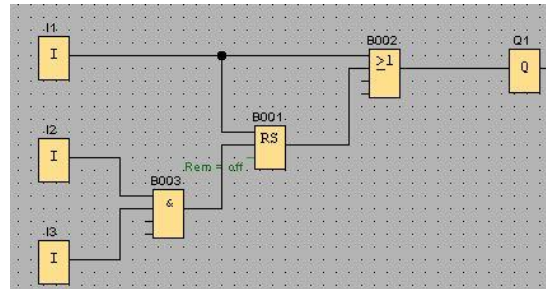 I1
I
B002
≥1
Q1
Q
I2
I
B001
RS
Rem = off
B003
&
I3
I